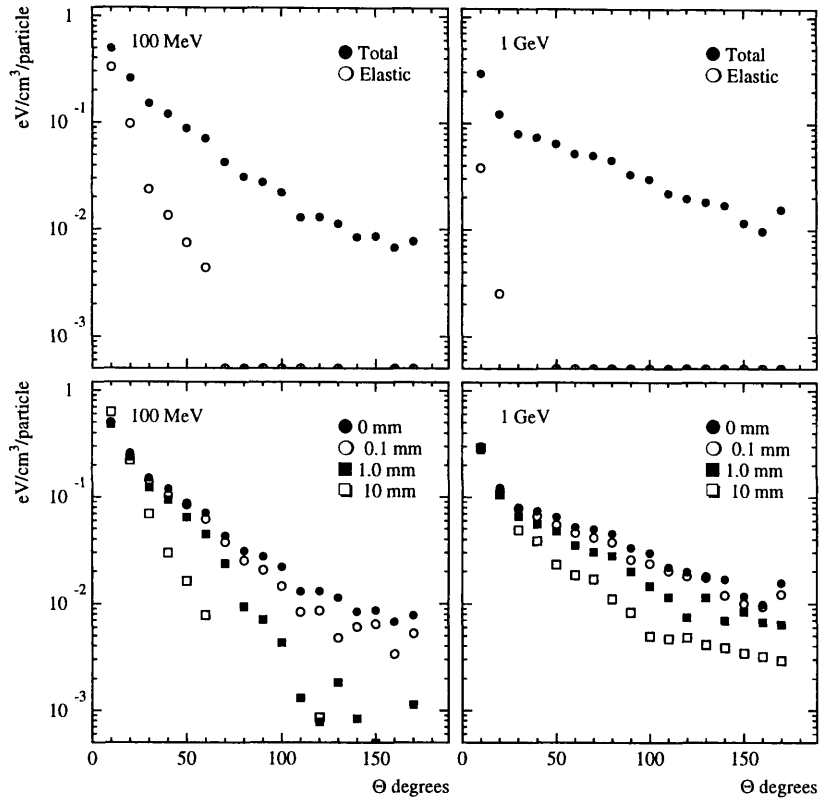 100 MeV
● Total
○ Elastic
1
10⁻¹
10⁻²
10⁻³
eV/cm³/particle
1 GeV
● Total
○ Elastic
100 MeV
● 0 mm
○ 0.1 mm
■ 1.0 mm
□ 10 mm
1
10⁻¹
10⁻²
10⁻³
eV/cm³/particle
0 50 100 150
Θ degrees
1 GeV
● 0 mm
○ 0.1 mm
■ 1.0 mm
□ 10 mm
0 50 100 150
Θ degrees